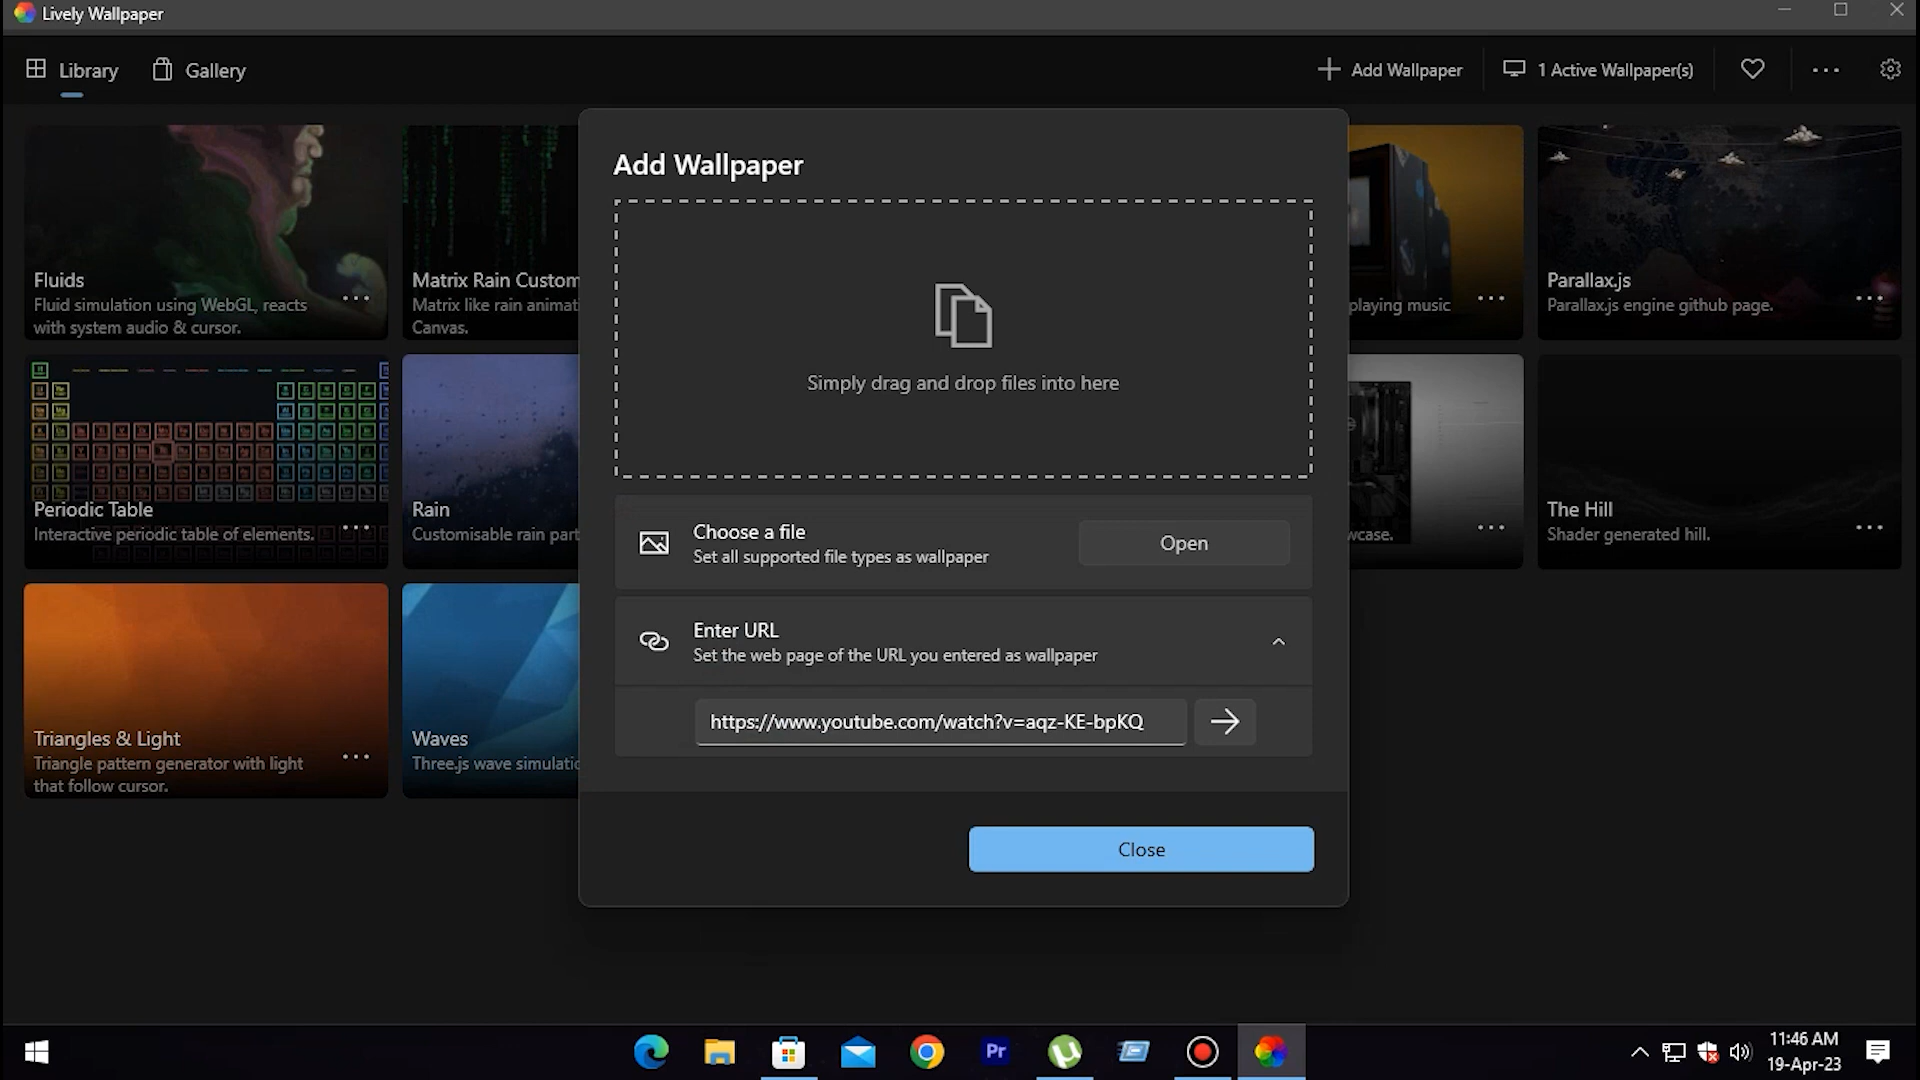 Lively Wallpaper
Library
Gallery
Add Wallpaper
1 Active Wallpaper(s)
Add Wallpaper
Simply drag and drop files into here
Choose a file
Set all supported file types as wallpaper
Open
Enter URL
Set the web page of the URL you entered as wallpaper
https://www.youtube.com/watch?v=aqz-KE-bpKQ
Close
Fluids
Fluid simulation using WebGL, reacts
with system audio & cursor.
Matrix Rain Custom
Matrix like rain animat
Canvas.
playing music
Parallax.js
Parallax.js engine github page.
Periodic Table
Interactive periodic table of elements.
Rain
Customisable rain part
wcase.
The Hill
Shader generated hill.
Triangles & Light
Triangle pattern generator with light
that follow cursor.
Waves
Three.js wave simulatic
Pr
11:46 AM
19-Apr-23